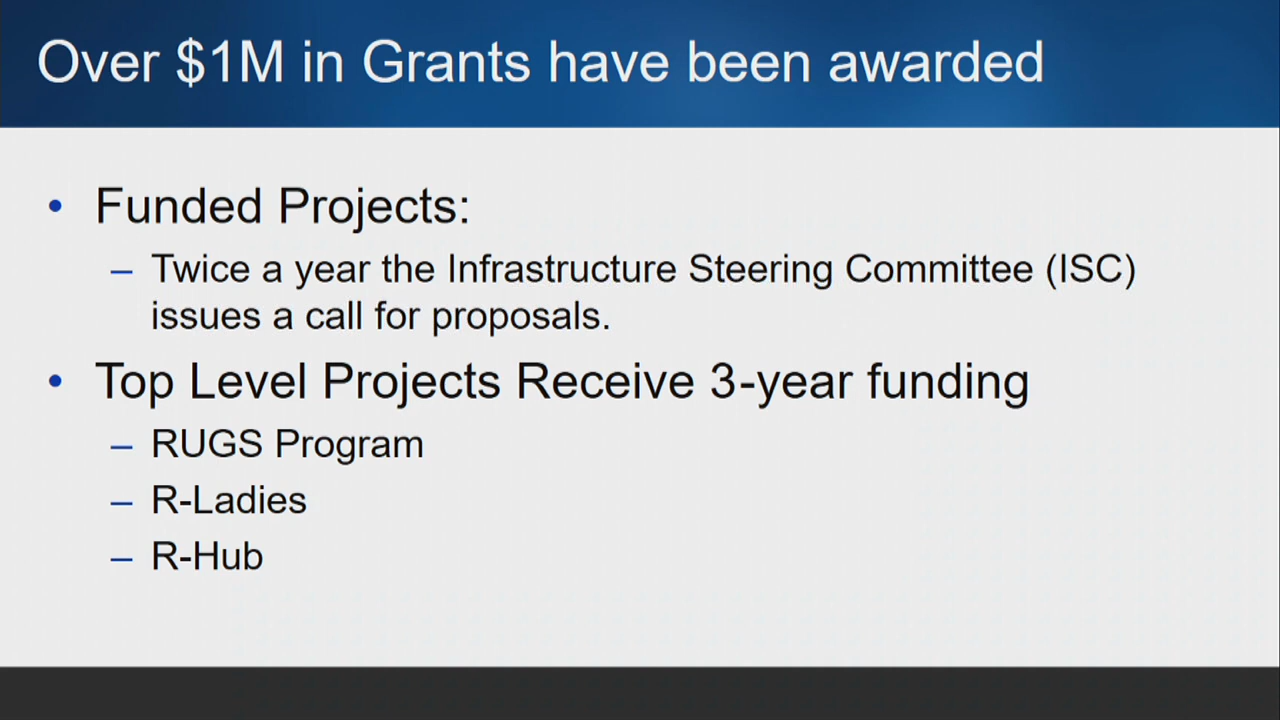 Over $1M in Grants have been awarded
• Funded Projects:
– Twice a year the Infrastructure Steering Committee (ISC)
issues a call for proposals.
• Top Level Projects Receive 3-year funding
– RUGS Program
– R-Ladies
– R-Hub